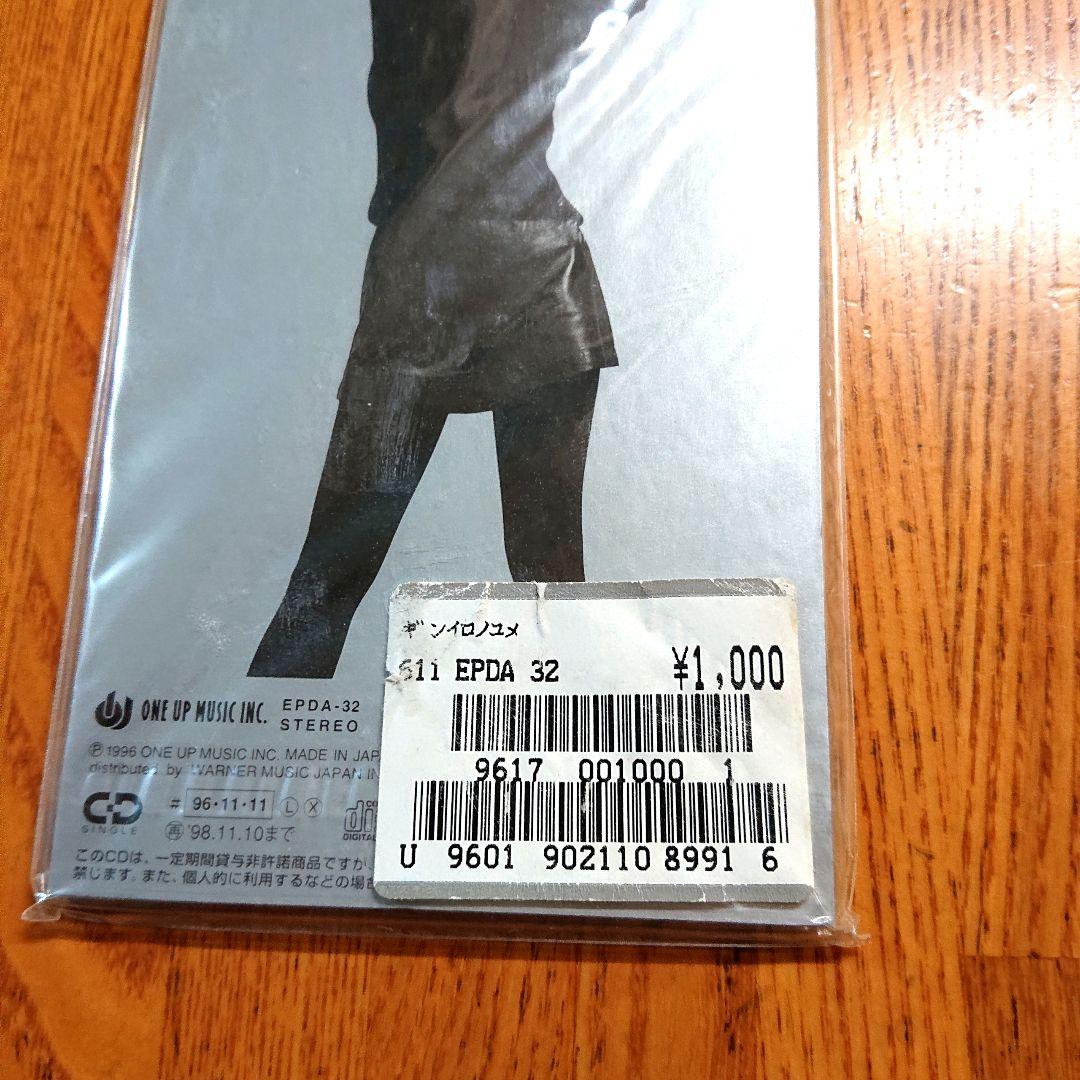 ギンイロノユメ
611 EPDA 32 ¥1,000
9617 001000 1
U 9601 902110 8991 6
ONE UP MUSIC INC. EPDA-32
STEREO
Ⓟ 1996 ONE UP MUSIC INC. MADE IN JAP
distributed by WARNER MUSIC JAPAN IN
CD
SINGLE
# 96・11・11 Ⓛ Ⓧ
再 '98.11.10まで
DIGITAL
このCDは、一定期間貸与非許諾商品ですが、
禁じます。また、個人的に利用するなどの場合